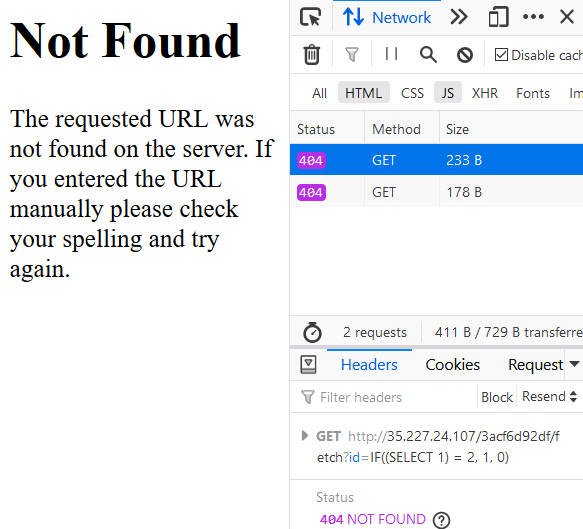 Not Found
The requested URL was
not found on the server. If
you entered the URL
manually please check
your spelling and try
again.
Network
Disable cach
All HTML CSS JS XHR Fonts Im
Status Method Size
404 GET 233 B
404 GET 178 B
2 requests 411 B / 729 B transferre
Headers Cookies Request
Filter headers Block Resend
GET http://35.227.24.107/3acf6d92df/f
etch?id=IF((SELECT 1) = 2, 1, 0)
Status
404 NOT FOUND ?